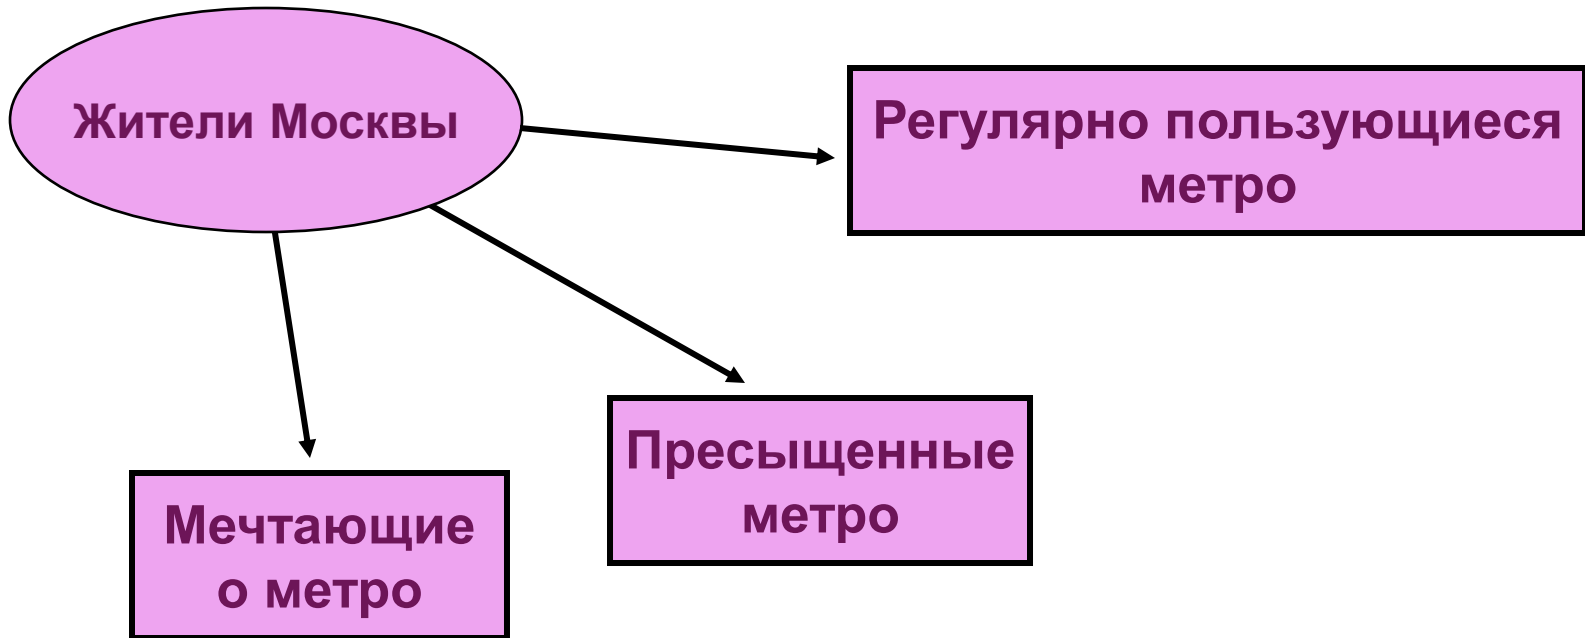 Жители Москвы
Регулярно пользующиеся
метро
Пресыщенные
метро
Мечтающие
о метро